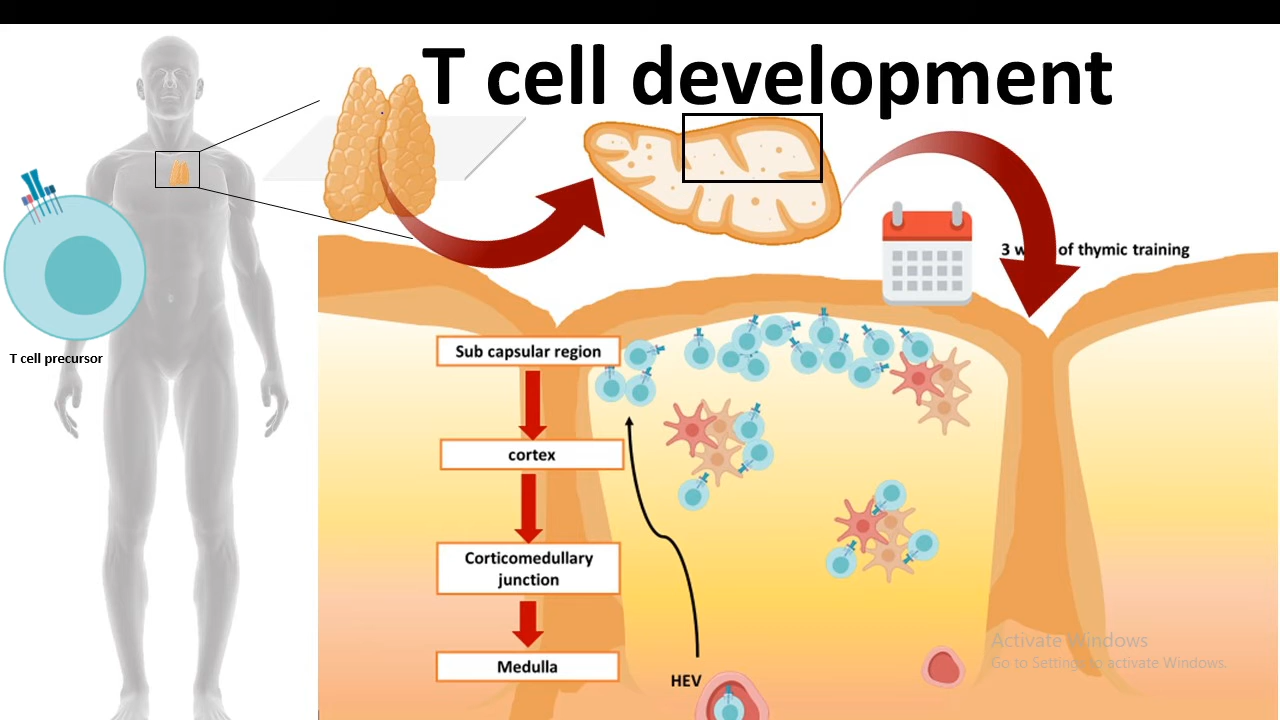 T cell development
3 w of thymic training
T cell precursor
Sub capsular region
cortex
Corticomedullary
junction
Medulla
HEV
Activate Windows
Go to Settings to activate Windows.